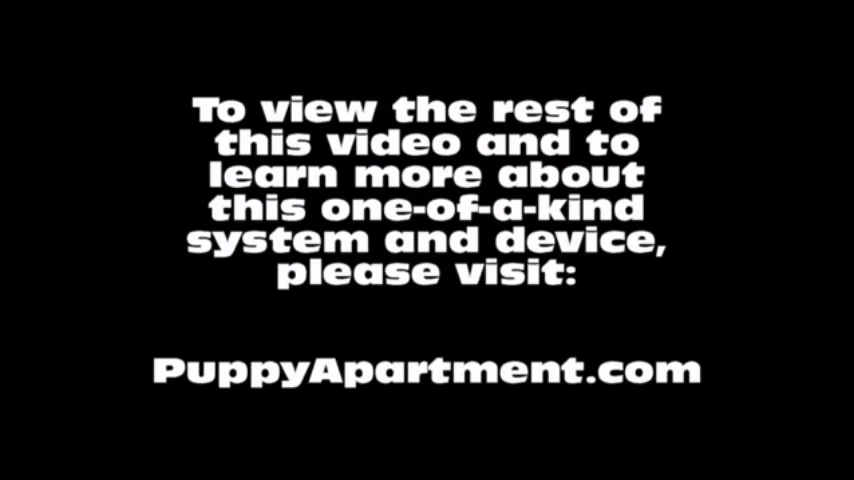 To view the rest of
this video and to
learn more about
this one-of-a-kind
system and device,
please visit:
PuppyApartment.com